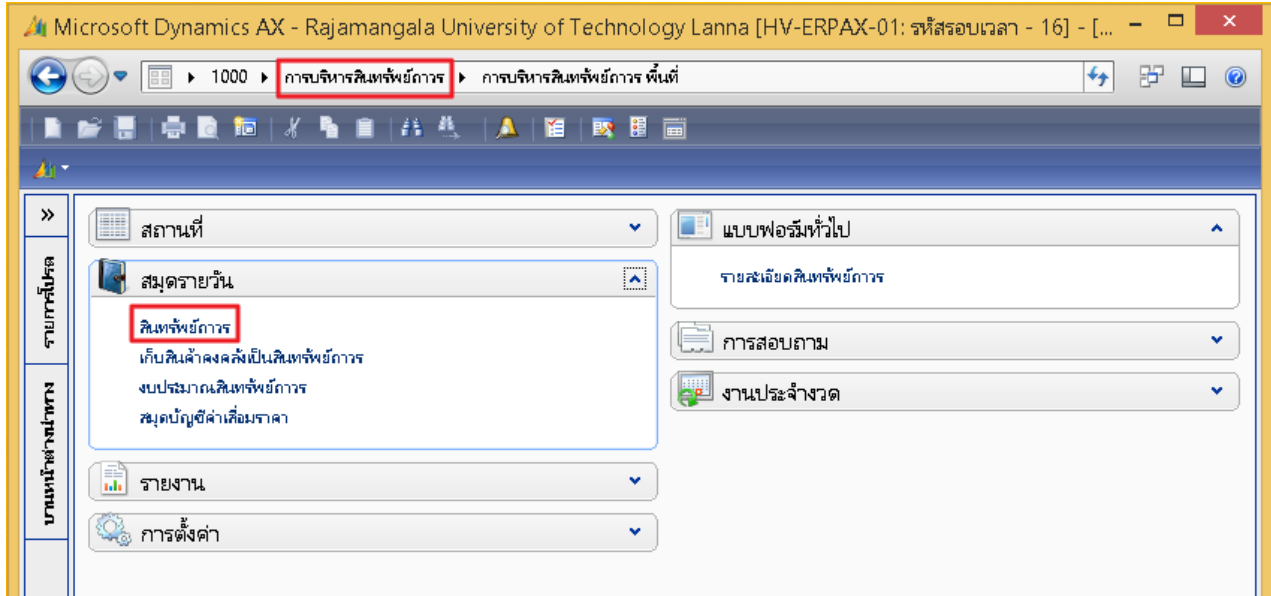 Microsoft Dynamics AX - Rajamangala University of Technology Lanna [HV-ERPAX-01: รหัสรอบเวลา - 16] - [...
1000 การบริหารสินทรัพย์ถาวร การบริหารสินทรัพย์ถาวร พื้นที่
»
รายการโปรด
บานหน้าต่างนำทาง
สถานที่
สมุดรายวัน
สินทรัพย์ถาวร
เก็บสินค้าคงคลังเป็นสินทรัพย์ถาวร
งบประมาณสินทรัพย์ถาวร
สมุดบัญชีค่าเสื่อมราคา
รายงาน
การตั้งค่า
แบบฟอร์มทั่วไป
รายละเอียดสินทรัพย์ถาวร
การสอบถาม
งานประจำงวด